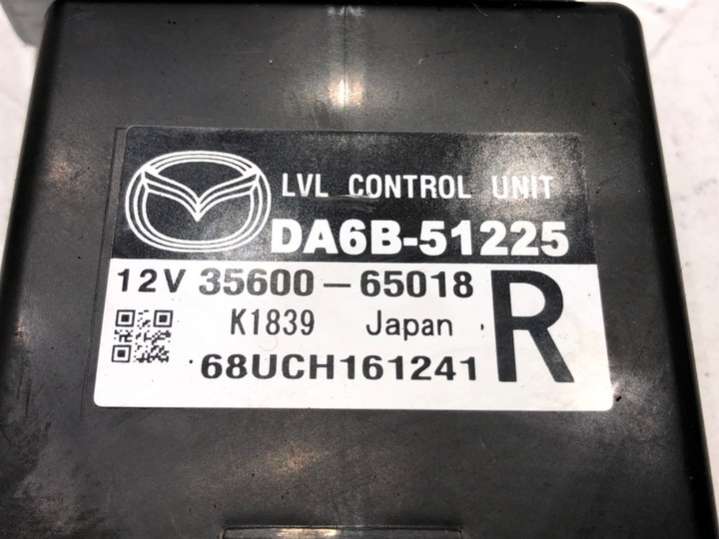 LVL CONTROL UNIT
DA6B-51225
12V 35600-65018
K1839 Japan R
68UCH161241